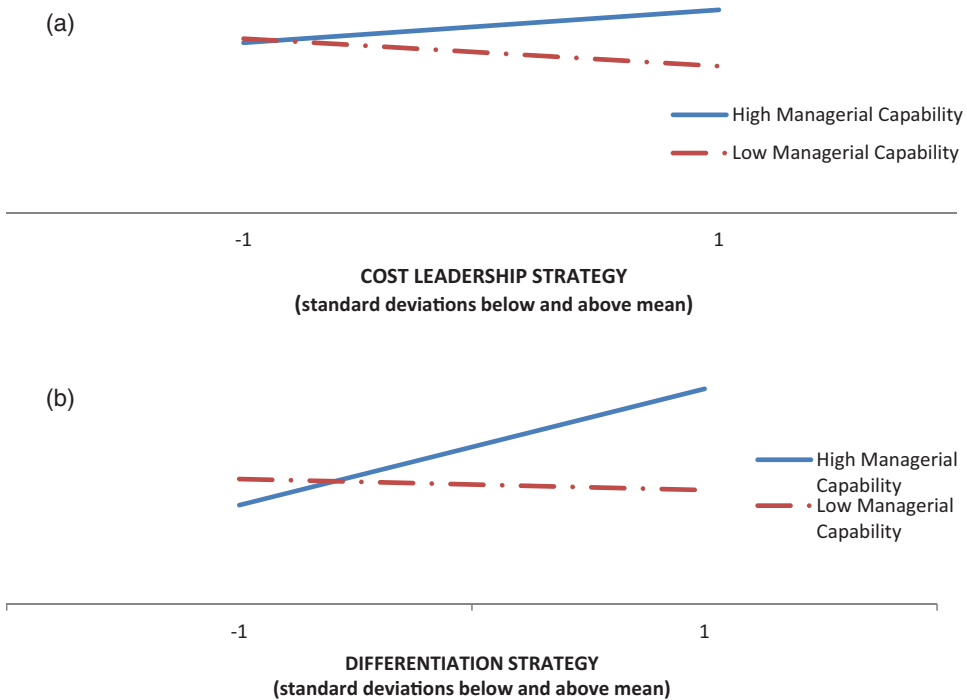 (a)
High Managerial Capability
Low Managerial Capability
-1 1
COST LEADERSHIP STRATEGY
(standard deviations below and above mean)
(b)
High Managerial
Capability
Low Managerial
Capability
-1 1
DIFFERENTIATION STRATEGY
(standard deviations below and above mean)